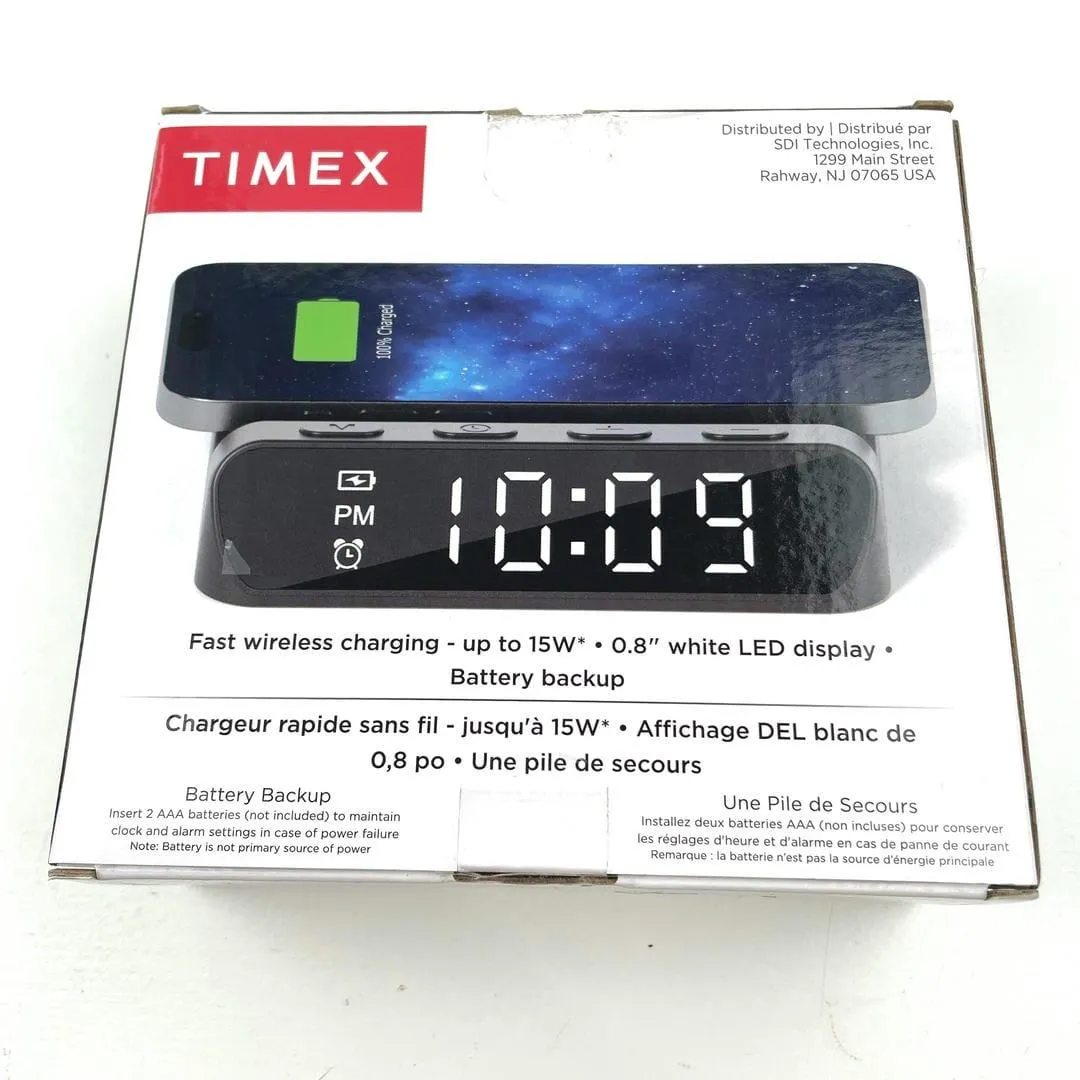 TIMEX
Distributed by | Distribué par
SDI Technologies, Inc.
1299 Main Street
Rahway, NJ 07065 USA
100% Charged
PM
10:09
Fast wireless charging - up to 15W* • 0.8" white LED display •
Battery backup
Chargeur rapide sans fil - jusqu'à 15W* • Affichage DEL blanc de
0,8 po • Une pile de secours
Battery Backup
Insert 2 AAA batteries (not included) to maintain
clock and alarm settings in case of power failure
Note: Battery is not primary source of power
Une Pile de Secours
Installez deux batteries AAA (non incluses) pour conserver
les réglages d'heure et d'alarme en cas de panne de courant
Remarque : la batterie n'est pas la source d'énergie principale